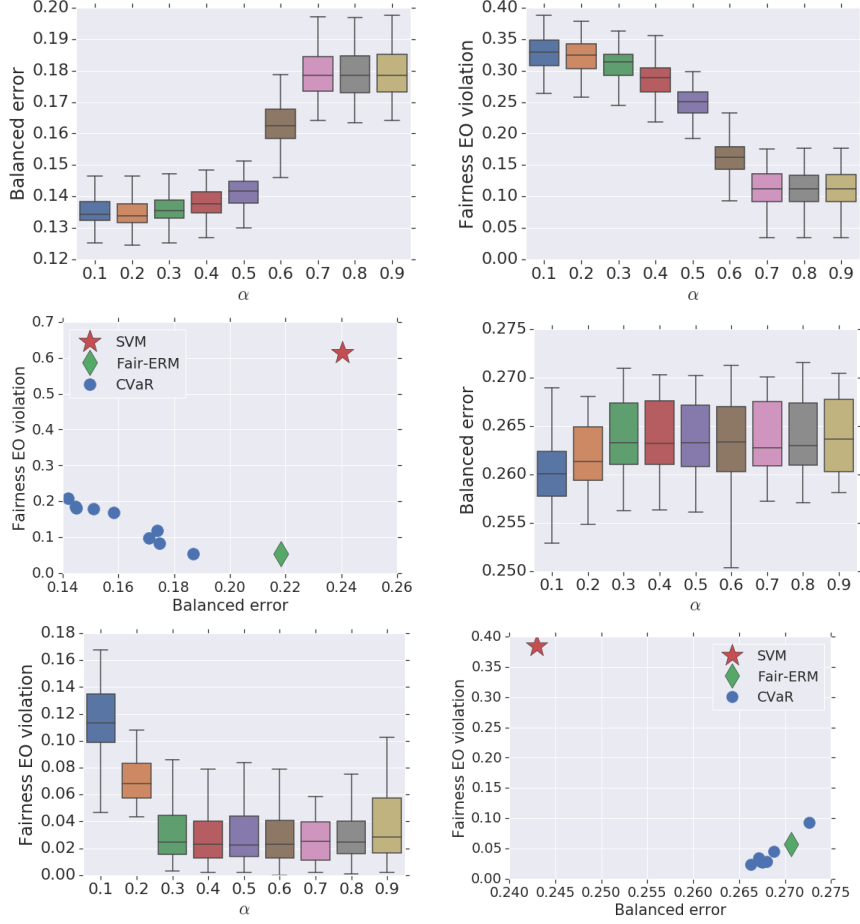 Balanced error
0.20
0.19
0.18
0.17
0.16
0.15
0.14
0.13
0.12
0.1 0.2 0.3 0.4 0.5 0.6 0.7 0.8 0.9
α
Fairness EO violation
0.40
0.35
0.30
0.25
0.20
0.15
0.10
0.05
0.00
0.1 0.2 0.3 0.4 0.5 0.6 0.7 0.8 0.9
α
Fairness EO violation
0.7
0.6
0.5
0.4
0.3
0.2
0.1
0.0
SVM
Fair-ERM
CVaR
0.14 0.16 0.18 0.20 0.22 0.24 0.26
Balanced error
Balanced error
0.275
0.270
0.265
0.260
0.255
0.250
0.1 0.2 0.3 0.4 0.5 0.6 0.7 0.8 0.9
α
Fairness EO violation
0.18
0.16
0.14
0.12
0.10
0.08
0.06
0.04
0.02
0.00
0.1 0.2 0.3 0.4 0.5 0.6 0.7 0.8 0.9
α
Fairness EO violation
0.40
0.35
0.30
0.25
0.20
0.15
0.10
0.05
0.00
SVM
Fair-ERM
CVaR
0.240 0.245 0.250 0.255 0.260 0.265 0.270 0.275
Balanced error